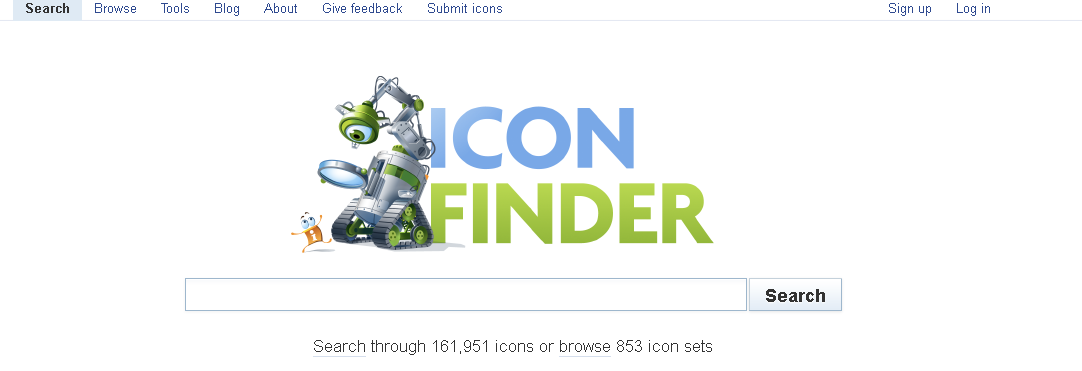 Search Browse Tools Blog About Give feedback Submit icons Sign up Log in
ICON
FINDER
i
Search
Search through 161,951 icons or browse 853 icon sets